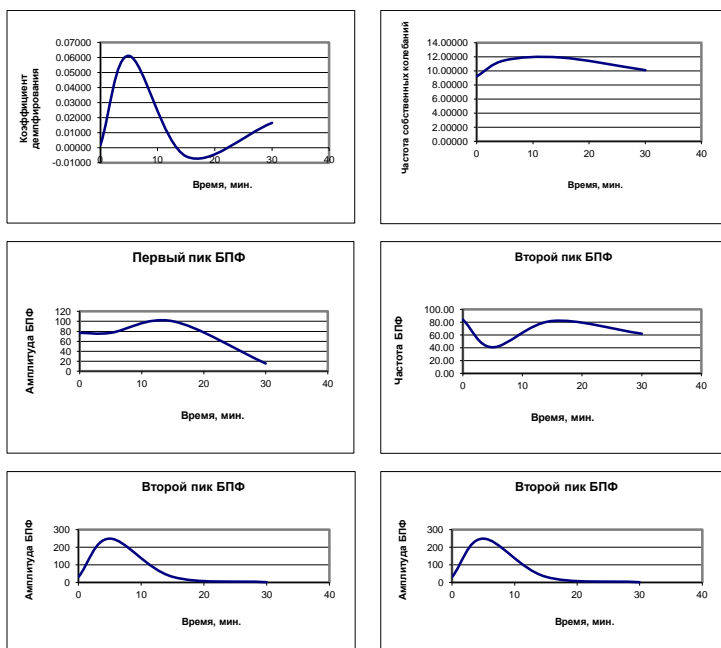 0.07000
0.06000
0.05000
0.04000
0.03000
0.02000
0.01000
0.00000
-0.01000
0 10 20 30 40
Коэффициент
демпфирования
Время, мин.
14.00000
12.00000
10.00000
8.00000
6.00000
4.00000
2.00000
0.00000
0 10 20 30 40
Частота собственных колебаний
Время, мин.
Первый пик БПФ
120
100
80
60
40
20
0
0 10 20 30 40
Амплитуда БПФ
Время, мин.
Второй пик БПФ
100.00
80.00
60.00
40.00
20.00
0.00
0 10 20 30 40
Частота БПФ
Время, мин.
Второй пик БПФ
300
200
100
0
0 10 20 30 40
Амплитуда БПФ
Время, мин.
Второй пик БПФ
300
200
100
0
0 10 20 30 40
Амплитуда БПФ
Время, мин.